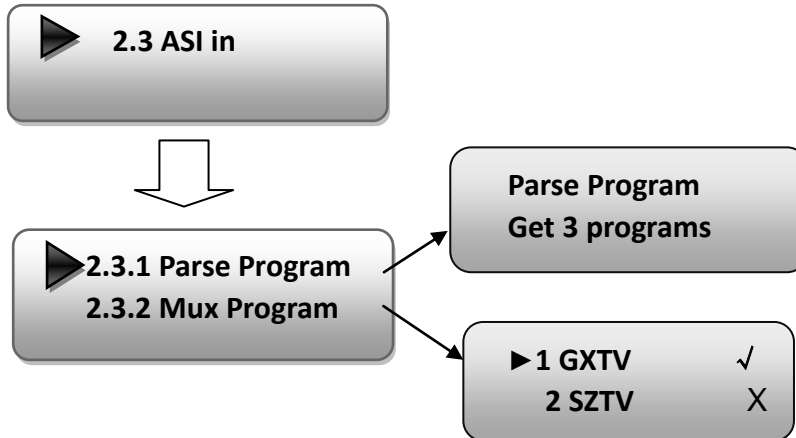 2.3 ASI in
2.3.1 Parse Program
2.3.2 Mux Program
Parse Program
Get 3 programs
►1 GXTV √
2 SZTV X